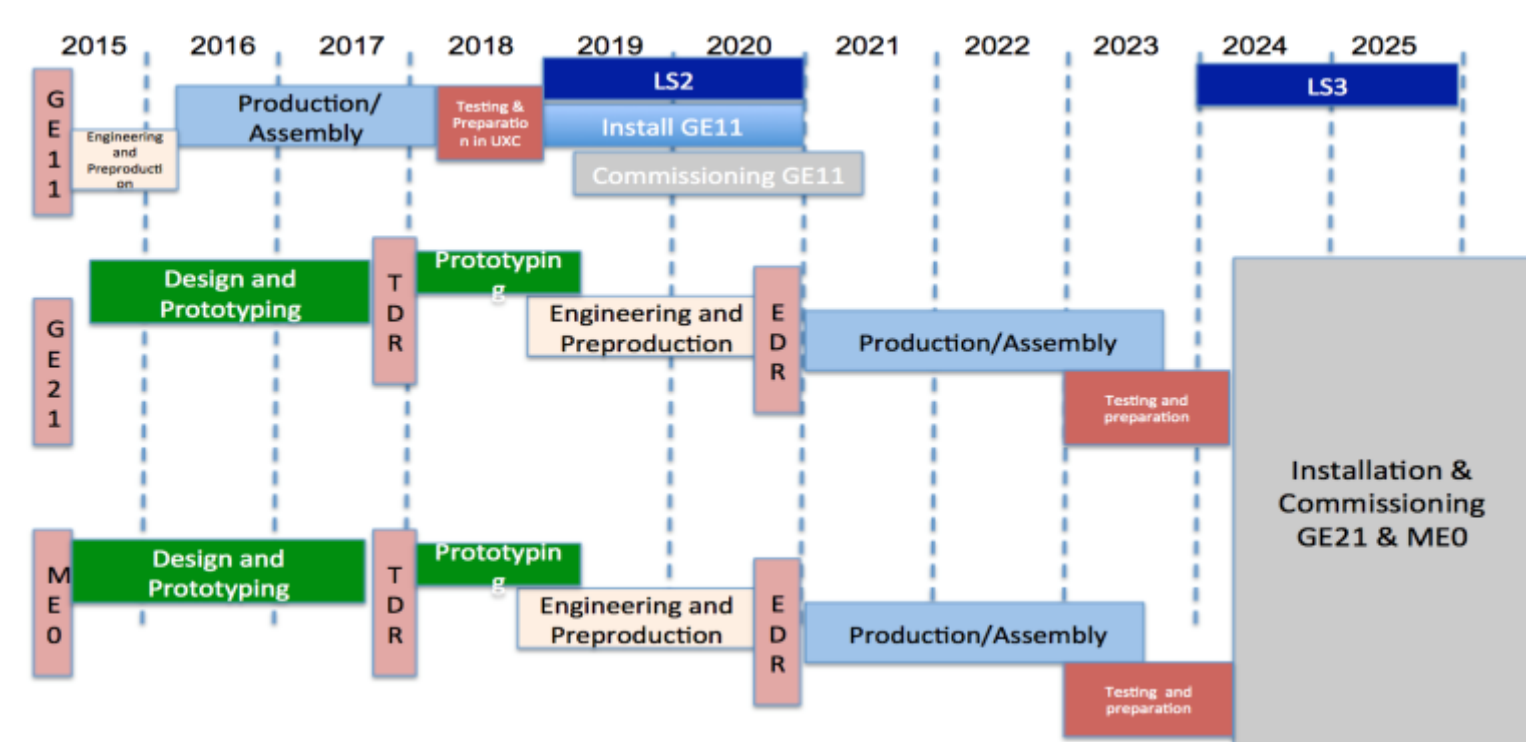 2015 2016 2017 2018 2019 2020 2021 2022 2023 2024 2025
G
E
1
1
Engineering
and
Preproducti
on
Production/
Assembly
Testing &
Preparatio
n in UXC
LS2
Install GE11
Commissioning GE11
LS3
G
E
2
1
Design and
Prototyping
T
D
R
Prototypin
g
Engineering and
Preproduction
E
D
R
Production/Assembly
Testing and
preparation
Installation &
Commissioning
GE21 & ME0
M
E
0
Design and
Prototyping
T
D
R
Prototypin
g
Engineering and
Preproduction
E
D
R
Production/Assembly
Testing and
preparation